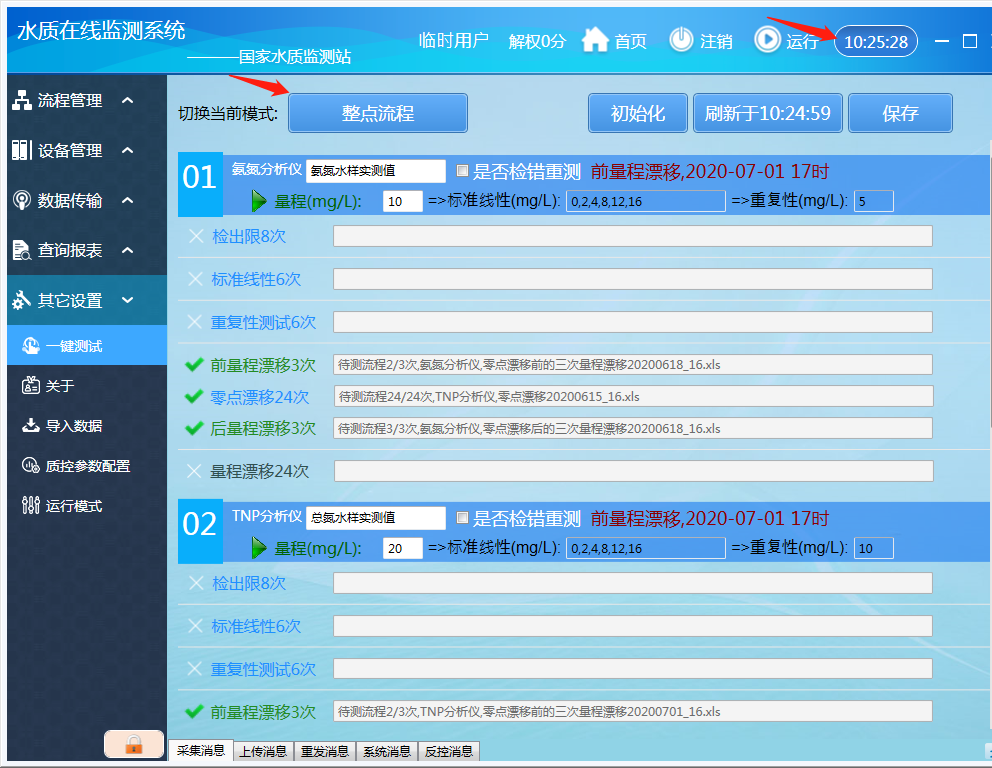 水质在线监测系统
———国家水质监测站
临时用户 解权0分 首页 注销 运行 10:25:28
流程管理
设备管理
数据传输
查询报表
其它设置
一键测试
关于
导入数据
质控参数配置
运行模式
切换当前模式: 整点流程 初始化 刷新于10:24:59 保存
01 氨氮分析仪 氨氮水样实测值 是否检错重测 前量程漂移,2020-07-01 17时
量程(mg/L): 10 =>标准线性(mg/L): 0,2,4,8,12,16 =>重复性(mg/L): 5
检出限8次
标准线性6次
重复性测试6次
前量程漂移3次 待测流程2/3次,氨氮分析仪,零点漂移前的三次量程漂移20200618_16.xls
零点漂移24次 待测流程24/24次,TNP分析仪,零点漂移20200615_16.xls
后量程漂移3次 待测流程3/3次,氨氮分析仪,零点漂移后的三次量程漂移20200618_16.xls
量程漂移24次
02 TNP分析仪 总氮水样实测值 是否检错重测 前量程漂移,2020-07-01 17时
量程(mg/L): 20 =>标准线性(mg/L): 0,2,4,8,12,16 =>重复性(mg/L): 10
检出限8次
标准线性6次
重复性测试6次
前量程漂移3次 待测流程2/3次,TNP分析仪,零点漂移前的三次量程漂移20200701_16.xls
采集消息 上传消息 重发消息 系统消息 反控消息